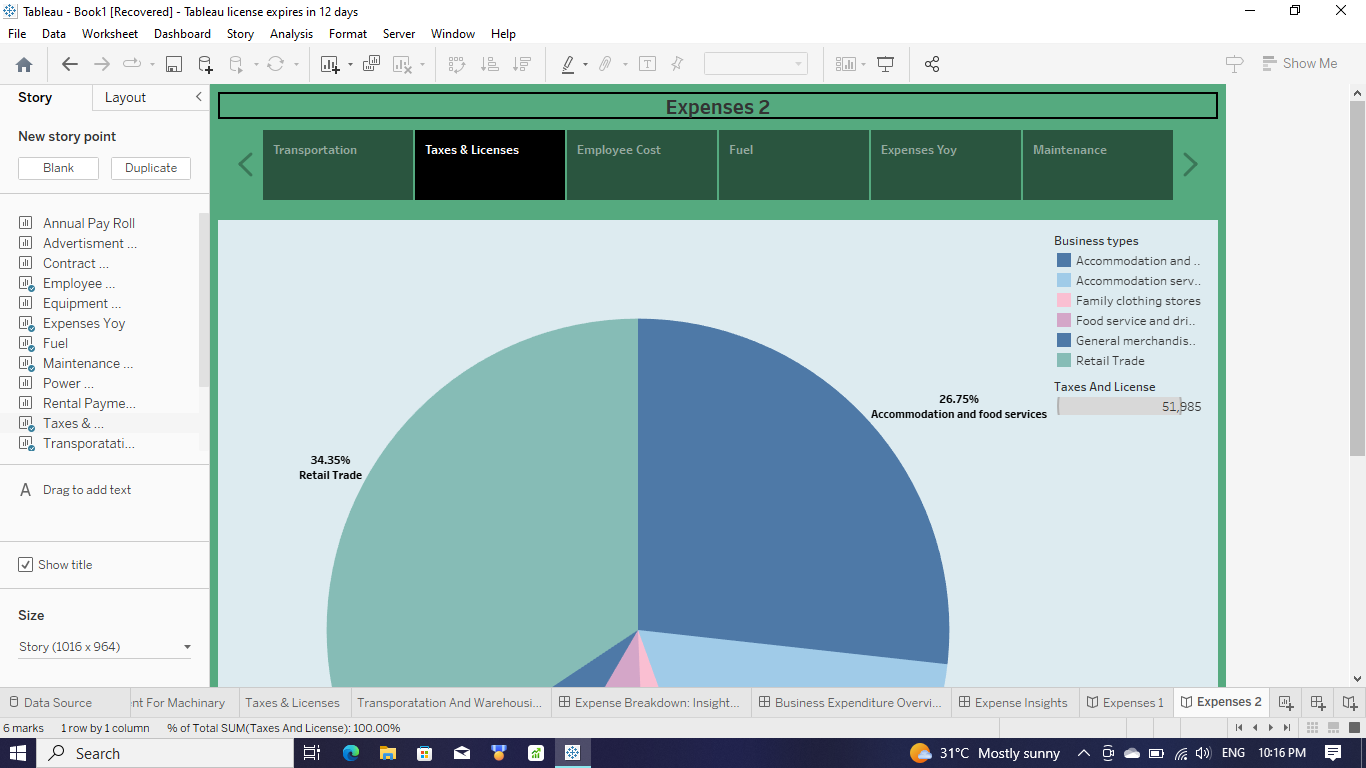 Tableau - Book1 [Recovered] - Tableau license expires in 12 days
File Data Worksheet Dashboard Story Analysis Format Server Window Help
Show Me
Story Layout
New story point
Blank Duplicate
Annual Pay Roll
Advertisment ...
Contract ...
Employee ...
Equipment ...
Expenses Yoy
Fuel
Maintenance ...
Power ...
Rental Payme...
Taxes & ...
Transporatati...
A Drag to add text
Show title
Size
Story (1016 x 964)
Expenses 2
Transportation Taxes & Licenses Employee Cost Fuel Expenses Yoy Maintenance
Business types
Accommodation and ..
Accommodation serv..
Family clothing stores
Food service and dri..
General merchandis..
Retail Trade
Taxes And License
51,985
26.75%
Accommodation and food services
34.35%
Retail Trade
Data Source nt For Machinary Taxes & Licenses Transporatation And Warehousi... Expense Breakdown: Insight... Business Expenditure Overvi... Expense Insights Expenses 1 Expenses 2
6 marks 1 row by 1 column % of Total SUM(Taxes And License): 100.00%
Search 31°C Mostly sunny ENG 10:16 PM